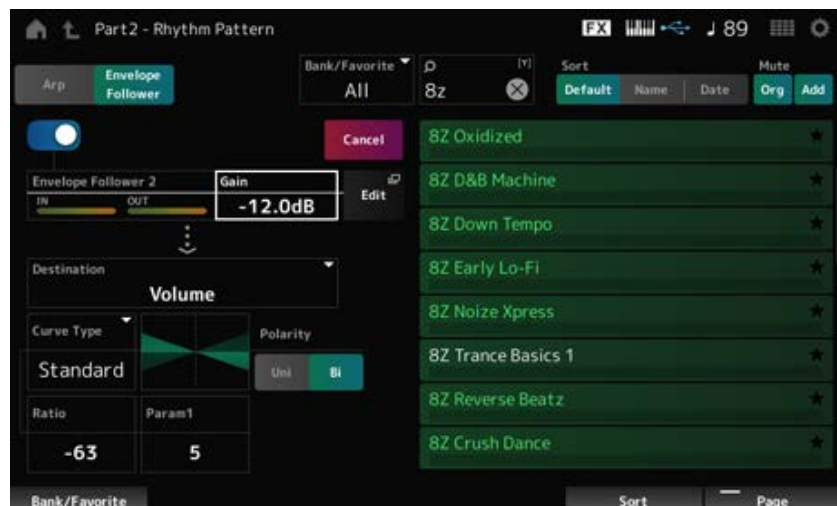 Part2 - Rhythm Pattern
FX
♩ 89
Arp
Envelope
Follower
Bank/Favorite
All
[Y]
8z
Sort
Default
Name
Date
Mute
Org
Add
Cancel
Envelope Follower 2
IN
OUT
Gain
-12.0dB
Edit
Destination
Volume
Curve Type
Standard
Polarity
Uni
Bi
Ratio
-63
Param1
5
8Z Oxidized
8Z D&B Machine
8Z Down Tempo
8Z Early Lo-Fi
8Z Noize Xpress
8Z Trance Basics 1
8Z Reverse Beatz
8Z Crush Dance
Bank/Favorite
Sort
Page